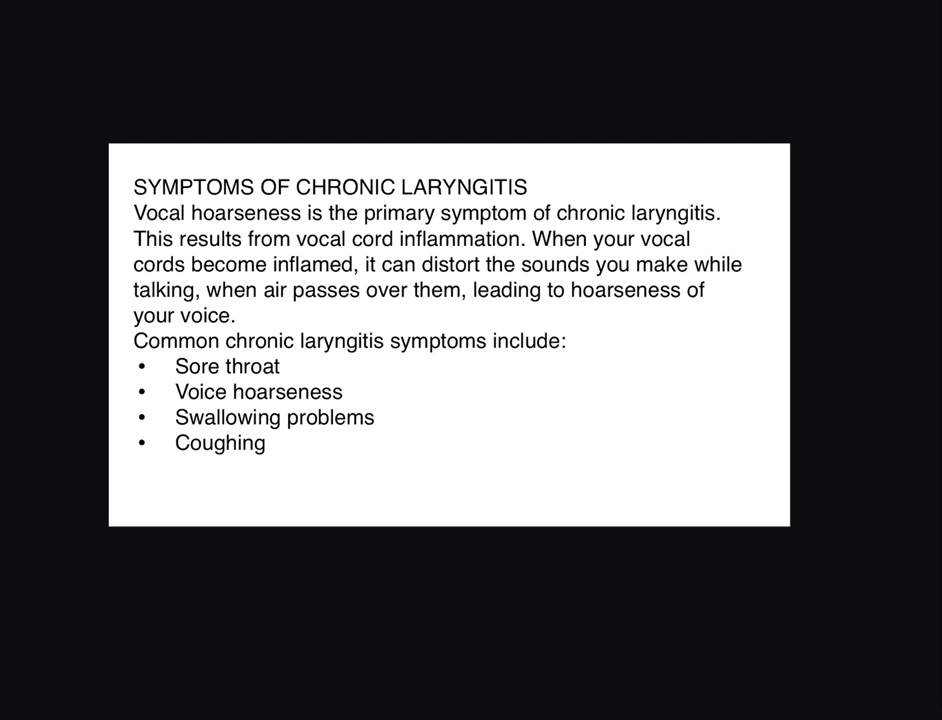 SYMPTOMS OF CHRONIC LARYNGITIS
Vocal hoarseness is the primary symptom of chronic laryngitis.
This results from vocal cord inflammation. When your vocal
cords become inflamed, it can distort the sounds you make while
talking, when air passes over them, leading to hoarseness of
your voice.
Common chronic laryngitis symptoms include:
• Sore throat
• Voice hoarseness
• Swallowing problems
• Coughing